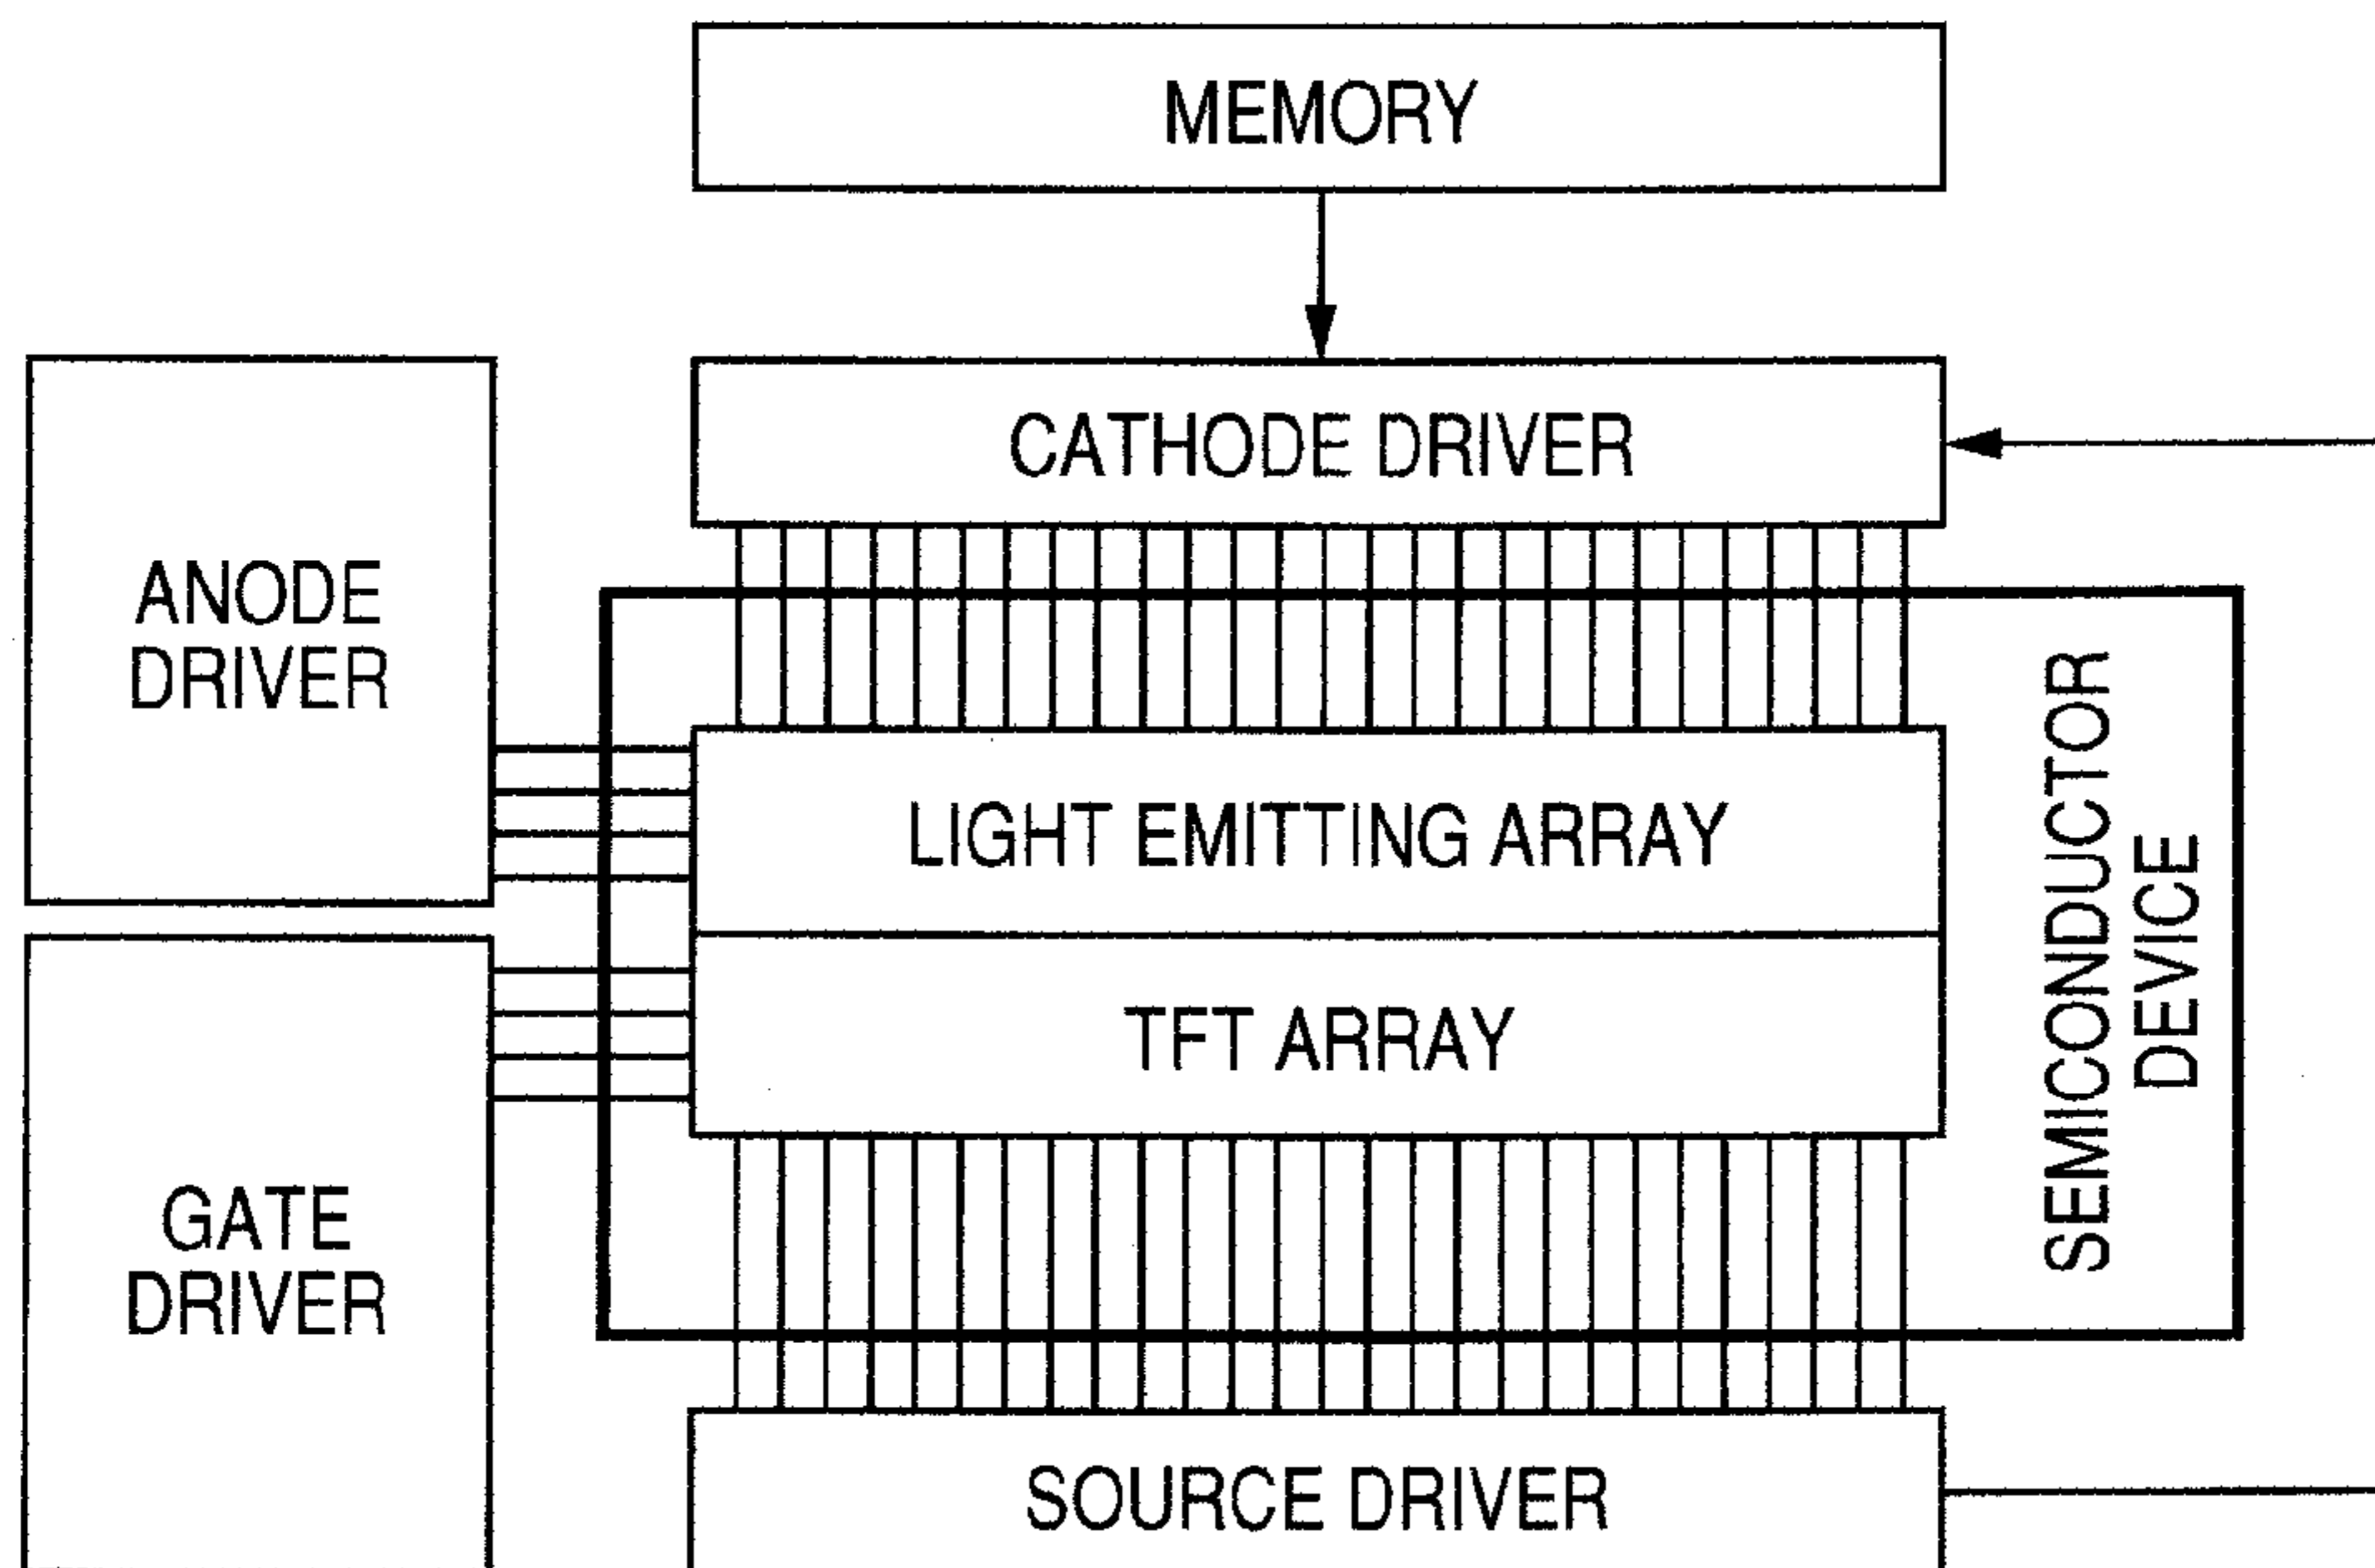 MEMORY
CATHODE DRIVER
ANODE
DRIVER
LIGHT EMITTING ARRAY
TFT ARRAY
SEMICONDUCTOR
DEVICE
GATE
DRIVER
SOURCE DRIVER